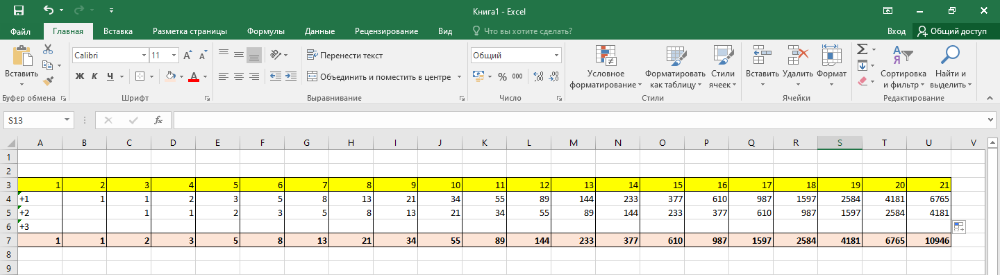 Книга1 - Excel
Файл Главная Вставка Разметка страницы Формулы Данные Рецензирование Вид Что вы хотите сделать? Вход Общий доступ
Вставить
Calibri 11
Ж К Ч А
Перенести текст
Объединить и поместить в центре
Общий
% 000
Условное форматирование
Форматировать как таблицу
Стили ячеек
Вставить Удалить Формат
Сортировка и фильтр
Найти и выделить
Буфер обмена Шрифт Выравнивание Число Стили Ячейки Редактирование
S13 fx
A B C D E F G H I J K L M N O P Q R S T U V
1
2
3 1 2 3 4 5 6 7 8 9 10 11 12 13 14 15 16 17 18 19 20 21
4 +1 1 1 2 3 5 8 13 21 34 55 89 144 233 377 610 987 1597 2584 4181 6765
5 +2 1 1 2 3 5 8 13 21 34 55 89 144 233 377 610 987 1597 2584 4181
6 +3
7 1 1 2 3 5 8 13 21 34 55 89 144 233 377 610 987 1597 2584 4181 6765 10946
8
9